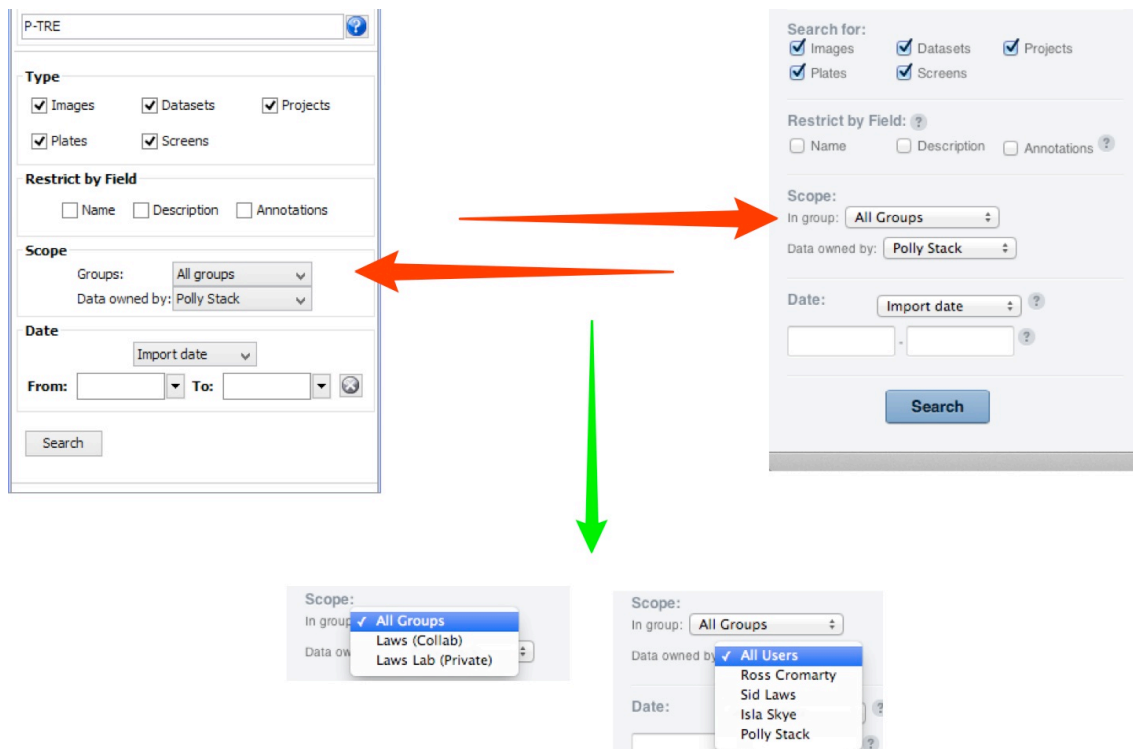 P-TRE
?
Type
Images Datasets Projects
Plates Screens
Restrict by Field
Name Description Annotations
Scope
Groups: All groups
Data owned by: Polly Stack
Date
Import date
From: To:
Search
Search for:
Images Datasets Projects
Plates Screens
Restrict by Field: ?
Name Description Annotations ?
Scope:
In group: All Groups
Data owned by: Polly Stack
Date: Import date ?
- ?
Search
Scope:
In group All Groups
Data ow Laws (Collab)
Laws Lab (Private)
Scope:
In group: All Groups
Data owned by All Users
Ross Cromarty
Sid Laws
Date: Isla Skye ?
Polly Stack ?